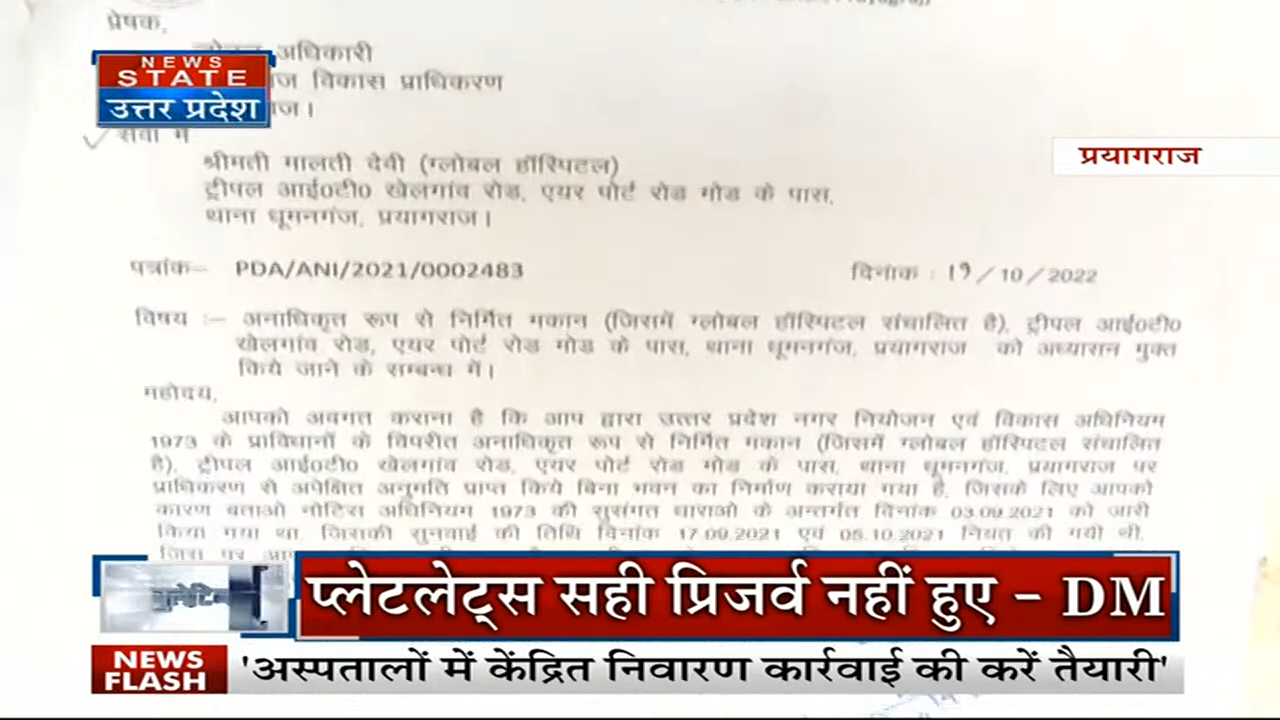 प्रेषक,
अधिकारी
विकास प्राधिकरण
सेवा में
श्रीमती मालती देवी (ग्लोबल हॉस्पिटल)
ट्रीपल आई०टी० खेलगांव रोड, एयर पोर्ट रोड मोड के पास,
थाना धूमनगंज, प्रयागराज।
पत्रांक– PDA/ANI/2021/0002483
दिनांक : 19/10/2022
विषय :– अनाधिकृत रूप से निर्मित मकान (जिसमें ग्लोबल हॉस्पिटल संचालित है), ट्रीपल आई०टी०
खेलगांव रोड, एयर पोर्ट रोड मोड के पास, थाना धूमनगंज, प्रयागराज को अध्यासन मुक्त
किये जाने के सम्बन्ध में।
महोदय,
आपको अवगत कराना है कि आप द्वारा उत्तर प्रदेश नगर नियोजन एवं विकास अधिनियम
1973 के प्राविधानों के विपरीत अनाधिकृत रूप से निर्मित मकान (जिसमें ग्लोबल हॉस्पिटल संचालित
है), ट्रीपल आई०टी० खेलगांव रोड, एयर पोर्ट रोड मोड के पास, थाना धूमनगंज, प्रयागराज पर
प्राधिकरण से अपेक्षित अनुमति प्राप्त किये बिना भवन का निर्माण कराया गया है, जिसके लिए आपको
कारण बताओ नोटिस अधिनियम 1973 की सुसंगत धाराओ के अन्तर्गत दिनांक 03.09.2021 को जारी
किया गया था जिसकी सुनवाई की तिथि दिनांक 17.09.2021 एवं 05.10.2021 नियत की गयी थी,
NEWS
STATE
उत्तर प्रदेश
प्रयागराज
प्लेटलेट्स सही प्रिजर्व नहीं हुए - DM
NEWS
FLASH
'अस्पतालों में केंद्रित निवारण कार्रवाई की करें तैयारी'